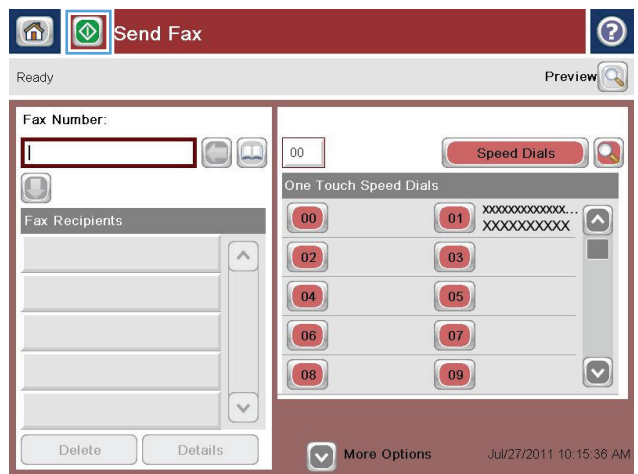 Send Fax
?
Ready
Preview
Fax Number:
00
Speed Dials
One Touch Speed Dials
Fax Recipients
00
01 XXXXXXXXXXXX...
XXXXXXXXXX
02
03
04
05
06
07
08
09
Delete
Details
More Options
Jul/27/2011 10:15:36 AM